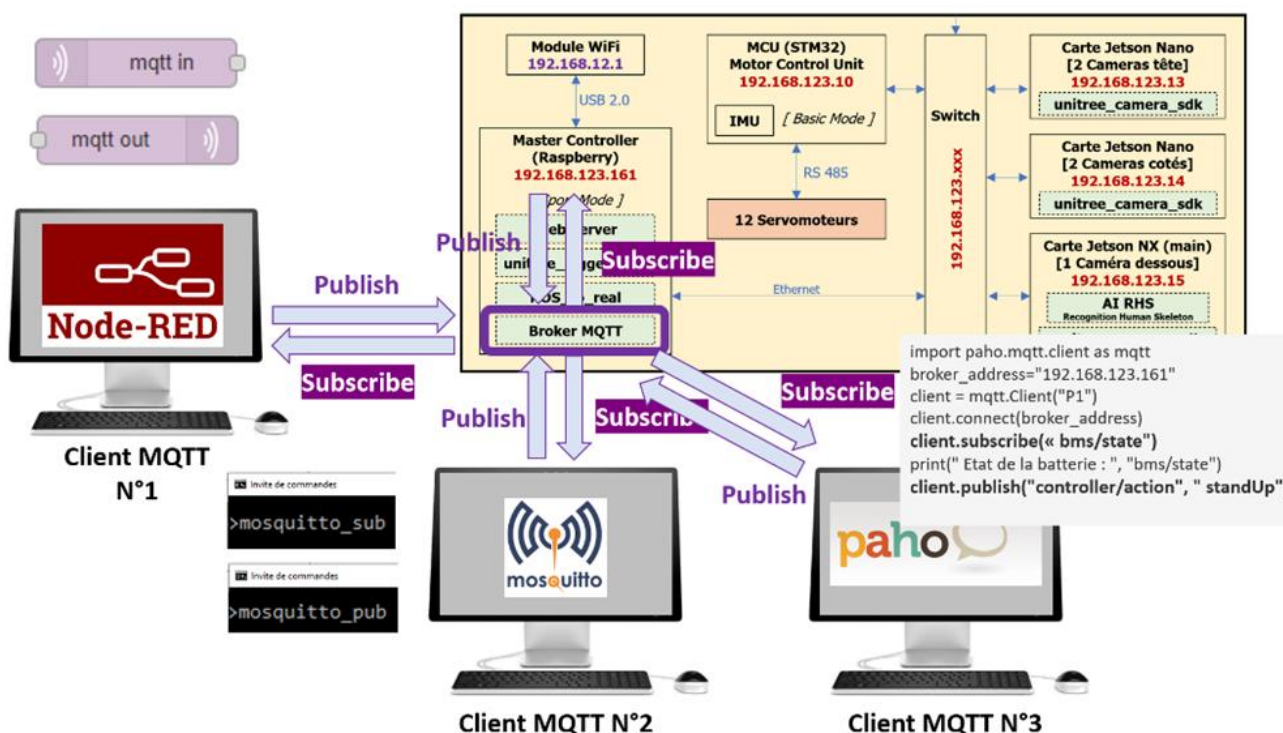 mqtt in
mqtt out
Node-RED
Client MQTT
N°1
Publish
Subscribe
Module WiFi
192.168.12.1
USB 2.0
Master Controller
(Raspberry)
192.168.123.161
Mode ]
Publish
Subscribe
Broker MQTT
MCU (STM32)
Motor Control Unit
192.168.123.10
IMU
[ Basic Mode ]
RS 485
12 Servomoteurs
Ethernet
Switch
192.168.123.xxx
Carte Jetson Nano
[2 Cameras tête]
192.168.123.13
unitree_camera_sdk
Carte Jetson Nano
[2 Cameras cotés]
192.168.123.14
unitree_camera_sdk
Carte Jetson NX (main)
[1 Caméra dessous]
192.168.123.15
AI RHS
Recognition Human Skeleton
Publish
Subscribe
Subscribe
Publish
import paho.mqtt.client as mqtt
broker_address="192.168.123.161"
client = mqtt.Client("P1")
client.connect(broker_address)
client.subscribe(« bms/state")
print(" Etat de la batterie : ", "bms/state")
client.publish("controller/action", " standUp"
Invite de commandes
>mosquitto_sub
Invite de commandes
>mosquitto_pub
mosquitto
paho
Client MQTT N°2
Client MQTT N°3